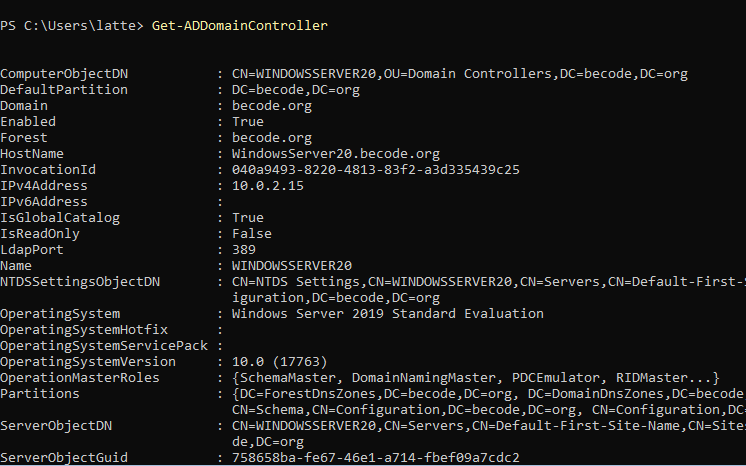 PS C:\Users\latte> Get-ADDomainController
ComputerObjectDN : CN=WINDOWSSERVER20,OU=Domain Controllers,DC=becode,DC=org
DefaultPartition : DC=becode,DC=org
Domain : becode.org
Enabled : True
Forest : becode.org
HostName : WindowsServer20.becode.org
InvocationId : 040a9493-8220-4813-83f2-a3d335439c25
IPv4Address : 10.0.2.15
IPv6Address :
IsGlobalCatalog : True
IsReadOnly : False
LdapPort : 389
Name : WINDOWSSERVER20
NTDSSettingsObjectDN : CN=NTDS Settings,CN=WINDOWSSERVER20,CN=Servers,CN=Default-First-S
iguration,DC=becode,DC=org
OperatingSystem : Windows Server 2019 Standard Evaluation
OperatingSystemHotfix :
OperatingSystemServicePack :
OperatingSystemVersion : 10.0 (17763)
OperationMasterRoles : {SchemaMaster, DomainNamingMaster, PDCEmulator, RIDMaster...}
Partitions : {DC=ForestDnsZones,DC=becode,DC=org, DC=DomainDnsZones,DC=becode
CN=Schema,CN=Configuration,DC=becode,DC=org, CN=Configuration,DC
ServerObjectDN : CN=WINDOWSSERVER20,CN=Servers,CN=Default-First-Site-Name,CN=Sites
de,DC=org
ServerObjectGuid : 758658ba-fe67-46e1-a714-fbef09a7cdc2